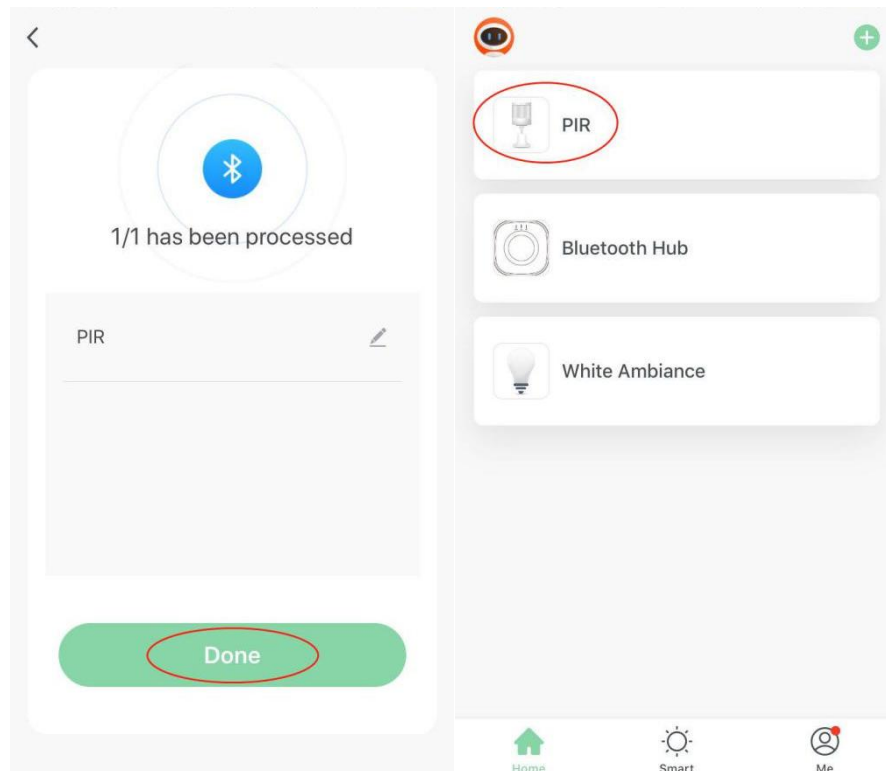 1/1 has been processed
PIR
Done
PIR
Bluetooth Hub
White Ambiance
Home
Smart
Me